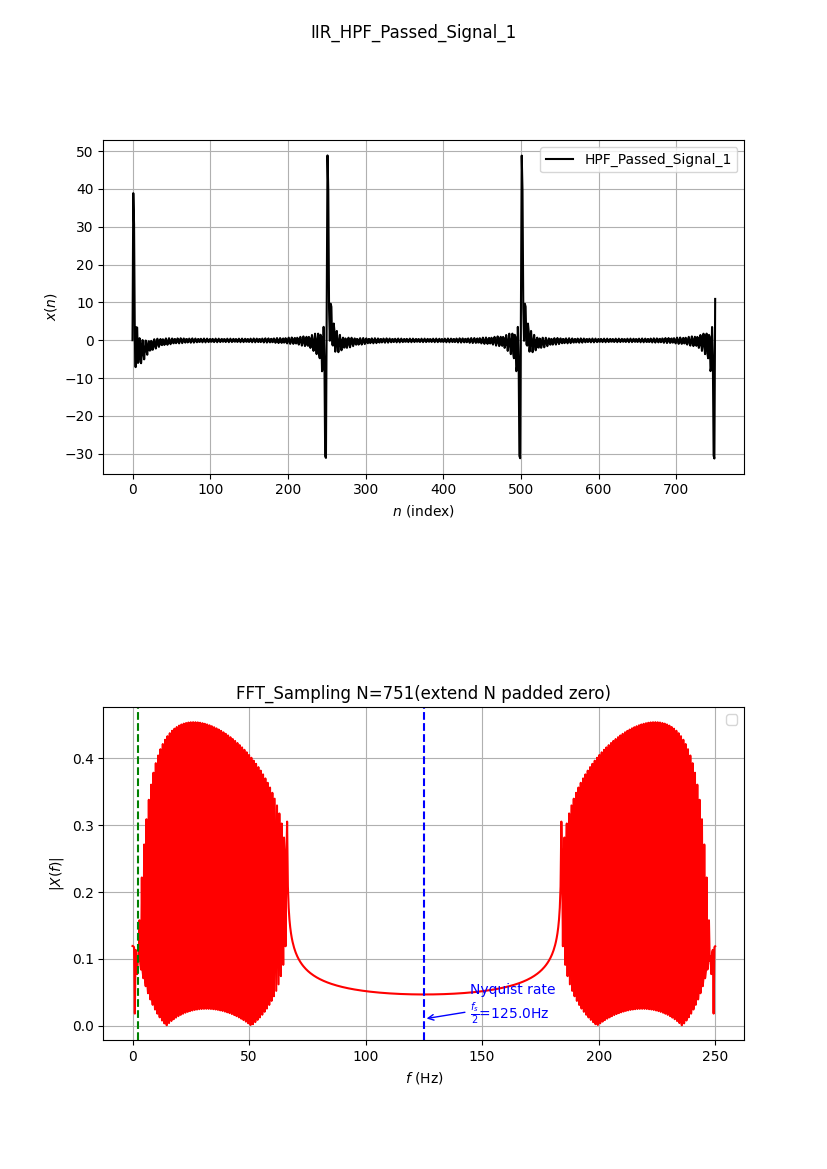 IIR_HPF_Passed_Signal_1
50
40
30
20
10
0
−10
−20
−30
x(n)
HPF_Passed_Signal_1
0 100 200 300 400 500 600 700
n (index)
FFT_Sampling N=751(extend N padded zero)
0.4
0.3
0.2
0.1
0.0
|X(f)|
Nyquist rate
fs/2=125.0Hz
0 50 100 150 200 250
f (Hz)